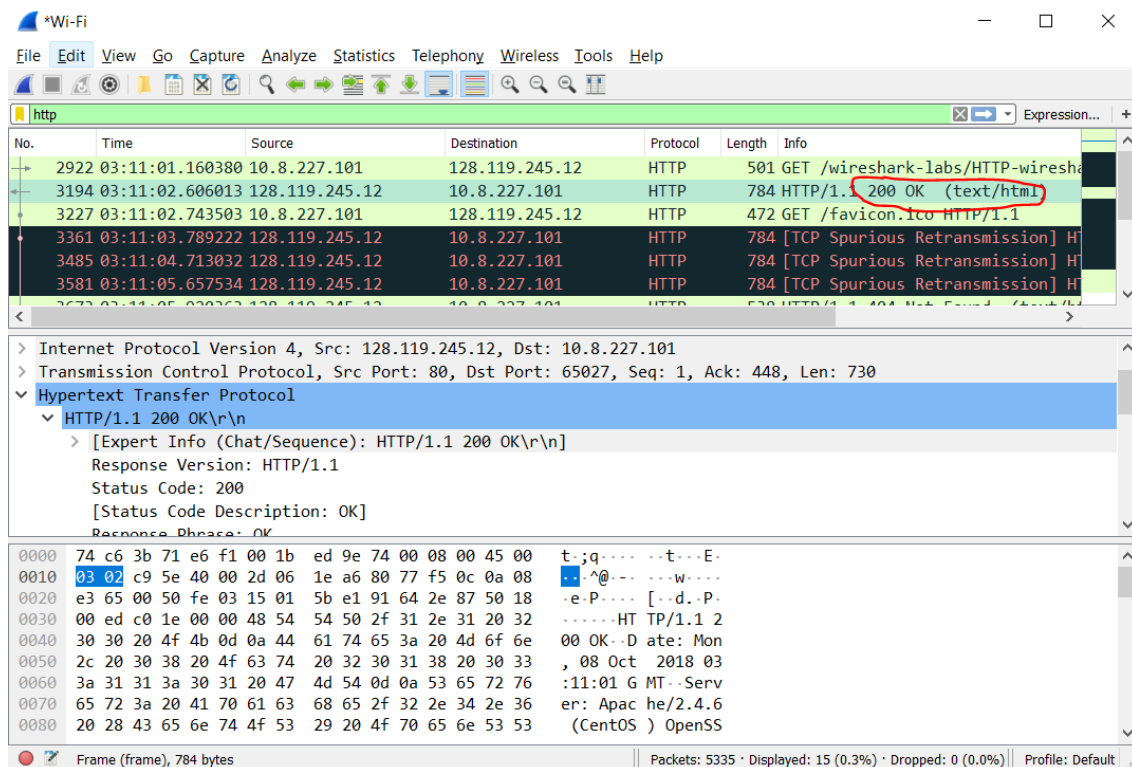 *Wi-Fi
File Edit View Go Capture Analyze Statistics Telephony Wireless Tools Help
http Expression... +
No. Time Source Destination Protocol Length Info
2922 03:11:01.160380 10.8.227.101 128.119.245.12 HTTP 501 GET /wireshark-labs/HTTP-wiresha
3194 03:11:02.606013 128.119.245.12 10.8.227.101 HTTP 784 HTTP/1.1 200 OK (text/html)
3227 03:11:02.743503 10.8.227.101 128.119.245.12 HTTP 472 GET /favicon.ico HTTP/1.1
3361 03:11:03.789222 128.119.245.12 10.8.227.101 HTTP 784 [TCP Spurious Retransmission] HT
3485 03:11:04.713032 128.119.245.12 10.8.227.101 HTTP 784 [TCP Spurious Retransmission] HT
3581 03:11:05.657534 128.119.245.12 10.8.227.101 HTTP 784 [TCP Spurious Retransmission] HT
128.119.245.12 10.8.227.101 HTTP HTTP/1.1 404 Not Found
Internet Protocol Version 4, Src: 128.119.245.12, Dst: 10.8.227.101
Transmission Control Protocol, Src Port: 80, Dst Port: 65027, Seq: 1, Ack: 448, Len: 730
Hypertext Transfer Protocol
HTTP/1.1 200 OK\r\n
[Expert Info (Chat/Sequence): HTTP/1.1 200 OK\r\n]
Response Version: HTTP/1.1
Status Code: 200
[Status Code Description: OK]
Response Phrase: OK
0000 74 c6 3b 71 e6 f1 00 1b ed 9e 74 00 08 00 45 00 t·;q···· ··t···E·
0010 03 02 c9 5e 40 00 2d 06 1e a6 80 77 f5 0c 0a 08 ···^@·-· ···w····
0020 e3 65 00 50 fe 03 15 01 5b e1 91 64 2e 87 50 18 ·e·P···· [··d.·P·
0030 00 ed c0 1e 00 00 48 54 54 50 2f 31 2e 31 20 32 ······HT TP/1.1 2
0040 30 30 20 4f 4b 0d 0a 44 61 74 65 3a 20 4d 6f 6e 00 OK··D ate: Mon
0050 2c 20 30 38 20 4f 63 74 20 32 30 31 38 20 30 33 , 08 Oct 2018 03
0060 3a 31 31 3a 30 31 20 47 4d 54 0d 0a 53 65 72 76 :11:01 G MT··Serv
0070 65 72 3a 20 41 70 61 63 68 65 2f 32 2e 34 2e 36 er: Apac he/2.4.6
0080 20 28 43 65 6e 74 4f 53 29 20 4f 70 65 6e 53 53 (CentOS ) OpenSS
Frame (frame), 784 bytes Packets: 5335 · Displayed: 15 (0.3%) · Dropped: 0 (0.0%) Profile: Default